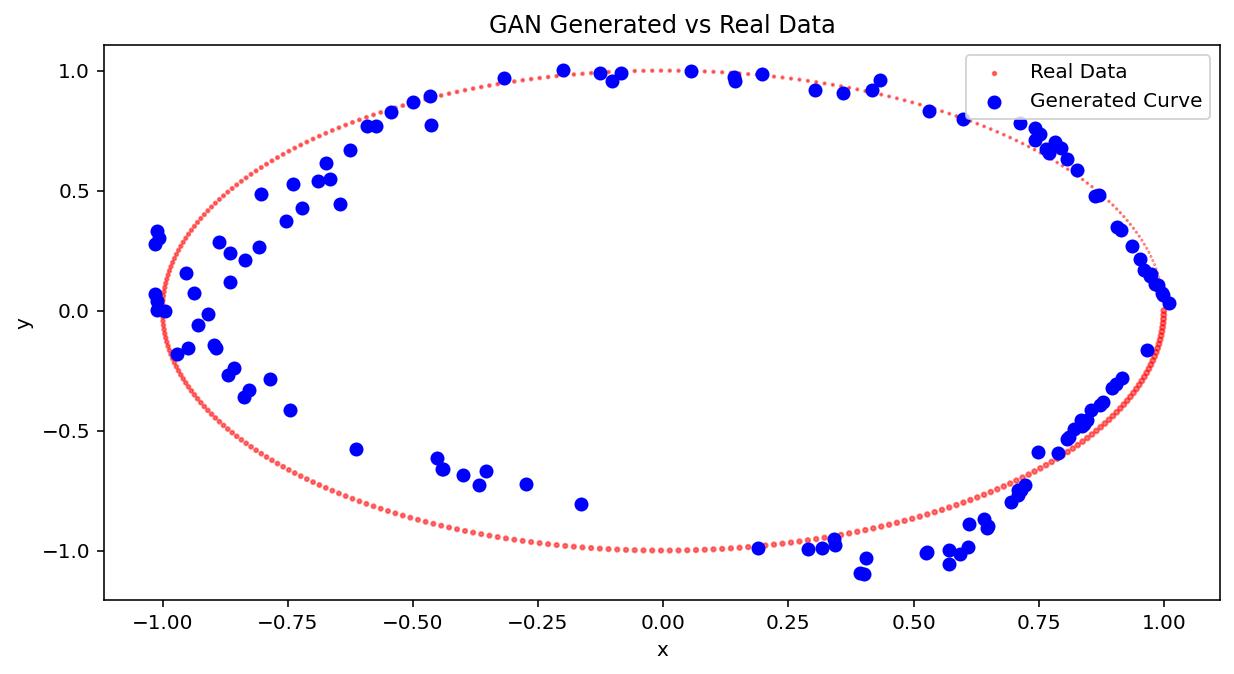 GAN Generated vs Real Data
Real Data
Generated Curve
1.0
0.5
0.0
−0.5
−1.0
y
−1.00 −0.75 −0.50 −0.25 0.00 0.25 0.50 0.75 1.00
x